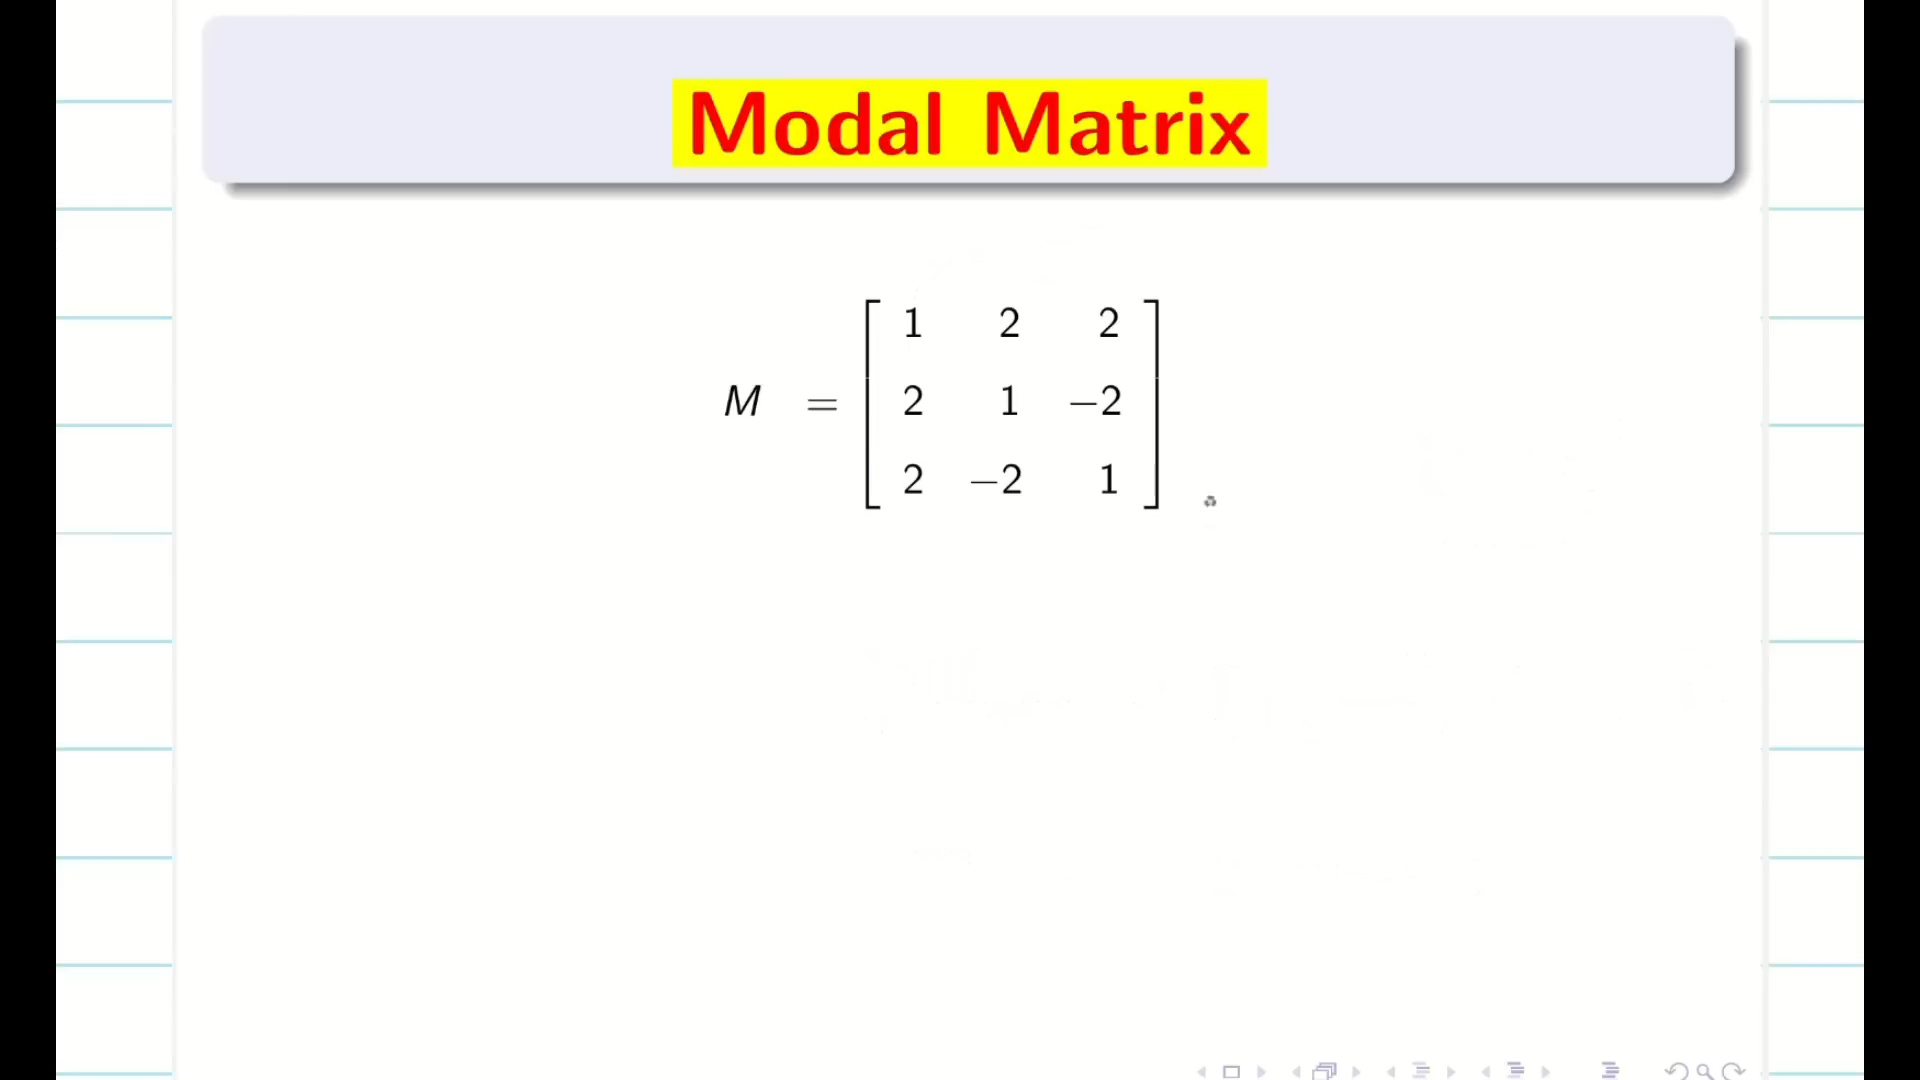 Modal Matrix
M = [ 1 2 2
2 1 −2
2 −2 1 ]